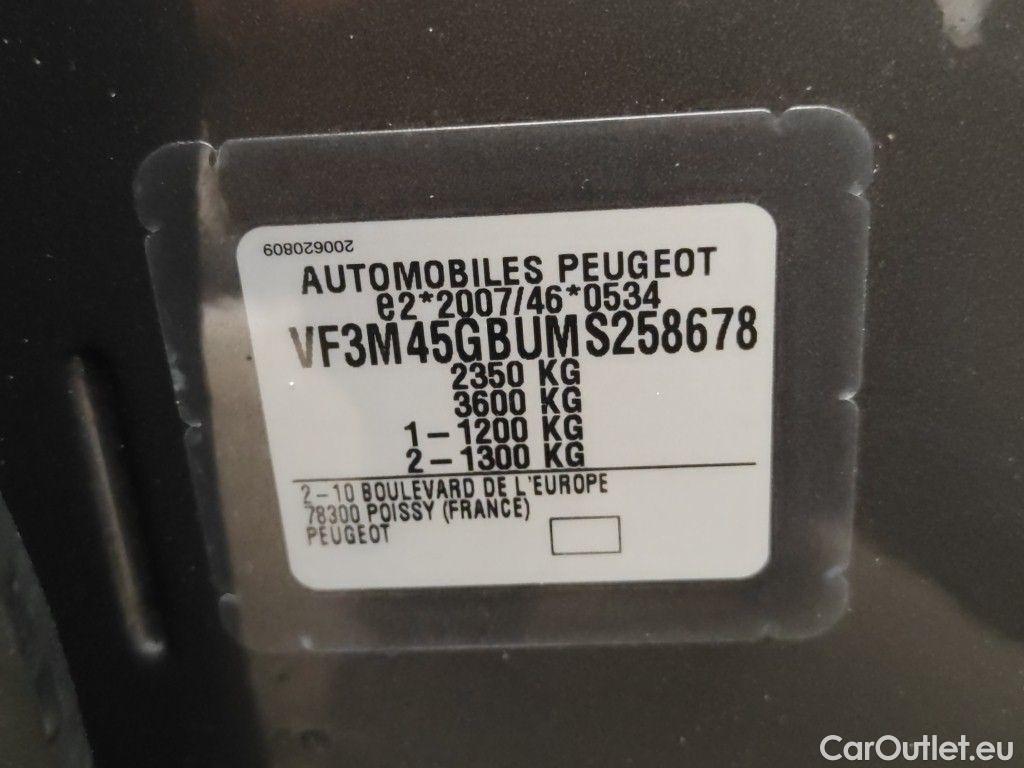 200620809
AUTOMOBILES PEUGEOT
e2*2007/46*0534
VF3M45GBUMS258678
2350 KG
3600 KG
1-1200 KG
2-1300 KG
2-10 BOULEVARD DE L'EUROPE
78300 POISSY (FRANCE)
PEUGEOT
CarOutlet.eu